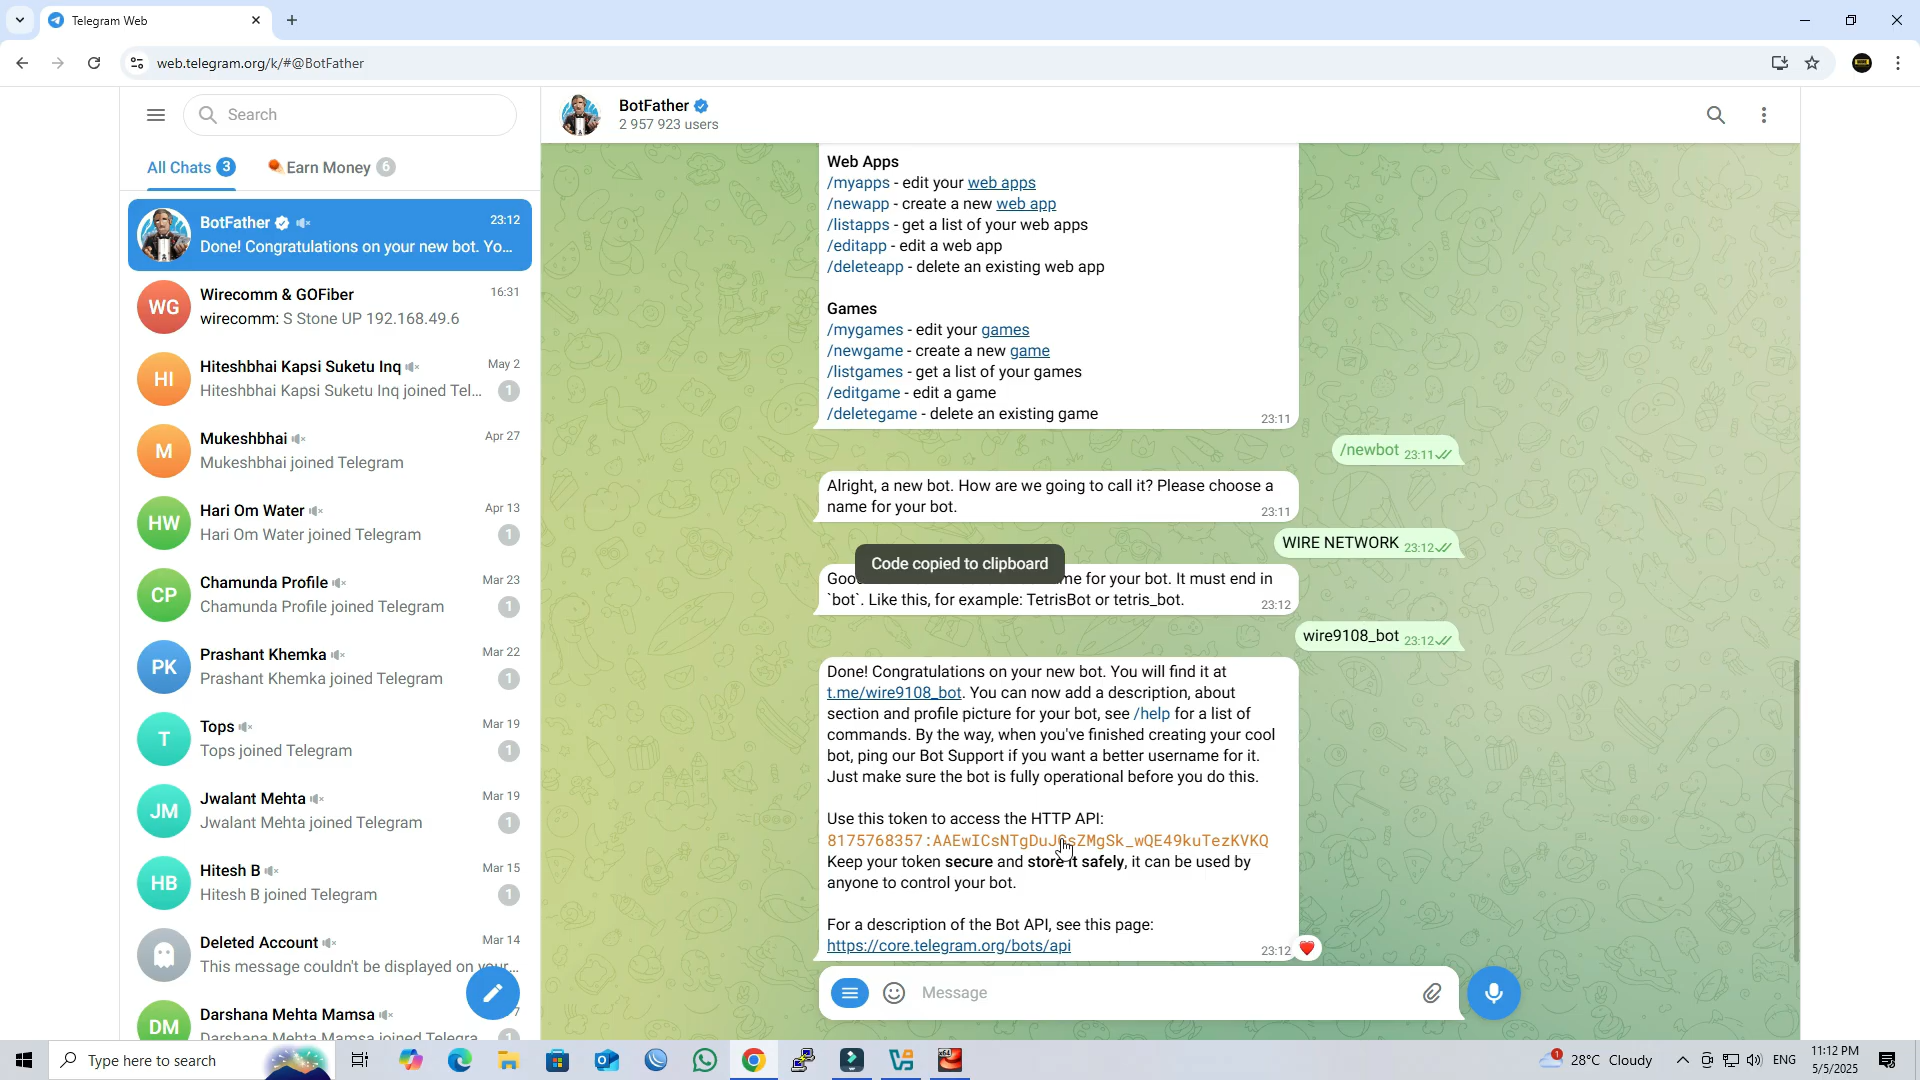 Telegram Web
web.telegram.org/k/#@BotFather
Search
All Chats 3
Earn Money 6
BotFather 23:12
Done! Congratulations on your new bot. Yo...
WG
Wirecomm & GOFiber 16:31
wirecomm: S Stone UP 192.168.49.6
HI
Hiteshbhai Kapsi Suketu Inq May 2
Hiteshbhai Kapsi Suketu Inq joined Tel... 1
M
Mukeshbhai Apr 27
Mukeshbhai joined Telegram
HW
Hari Om Water Apr 13
Hari Om Water joined Telegram 1
CP
Chamunda Profile Mar 23
Chamunda Profile joined Telegram 1
PK
Prashant Khemka Mar 22
Prashant Khemka joined Telegram 1
T
Tops Mar 19
Tops joined Telegram 1
JM
Jwalant Mehta Mar 19
Jwalant Mehta joined Telegram 1
HB
Hitesh B Mar 15
Hitesh B joined Telegram 1
Deleted Account Mar 14
This message couldn't be displayed on your...
DM
Darshana Mehta Mamsa 7
Darshana Mehta Mamsa joined Telegra...
BotFather
2 957 923 users
Web Apps
/myapps - edit your web apps
/newapp - create a new web app
/listapps - get a list of your web apps
/editapp - edit a web app
/deleteapp - delete an existing web app
Games
/mygames - edit your games
/newgame - create a new game
/listgames - get a list of your games
/editgame - edit a game
/deletegame - delete an existing game
23:11
/newbot 23:11
Alright, a new bot. How are we going to call it? Please choose a
name for your bot.
23:11
WIRE NETWORK 23:12
Code copied to clipboard
me for your bot. It must end in
`bot`. Like this, for example: TetrisBot or tetris_bot.
23:12
wire9108_bot 23:12
Done! Congratulations on your new bot. You will find it at
t.me/wire9108_bot. You can now add a description, about
section and profile picture for your bot, see /help for a list of
commands. By the way, when you've finished creating your cool
bot, ping our Bot Support if you want a better username for it.
Just make sure the bot is fully operational before you do this.
Use this token to access the HTTP API:
Keep your token secure and store it safely, it can be used by
anyone to control your bot.
For a description of the Bot API, see this page:
https://core.telegram.org/bots/api
23:12
Message
Type here to search
x64
1
28°C Cloudy
ENG
11:12 PM
5/5/2025